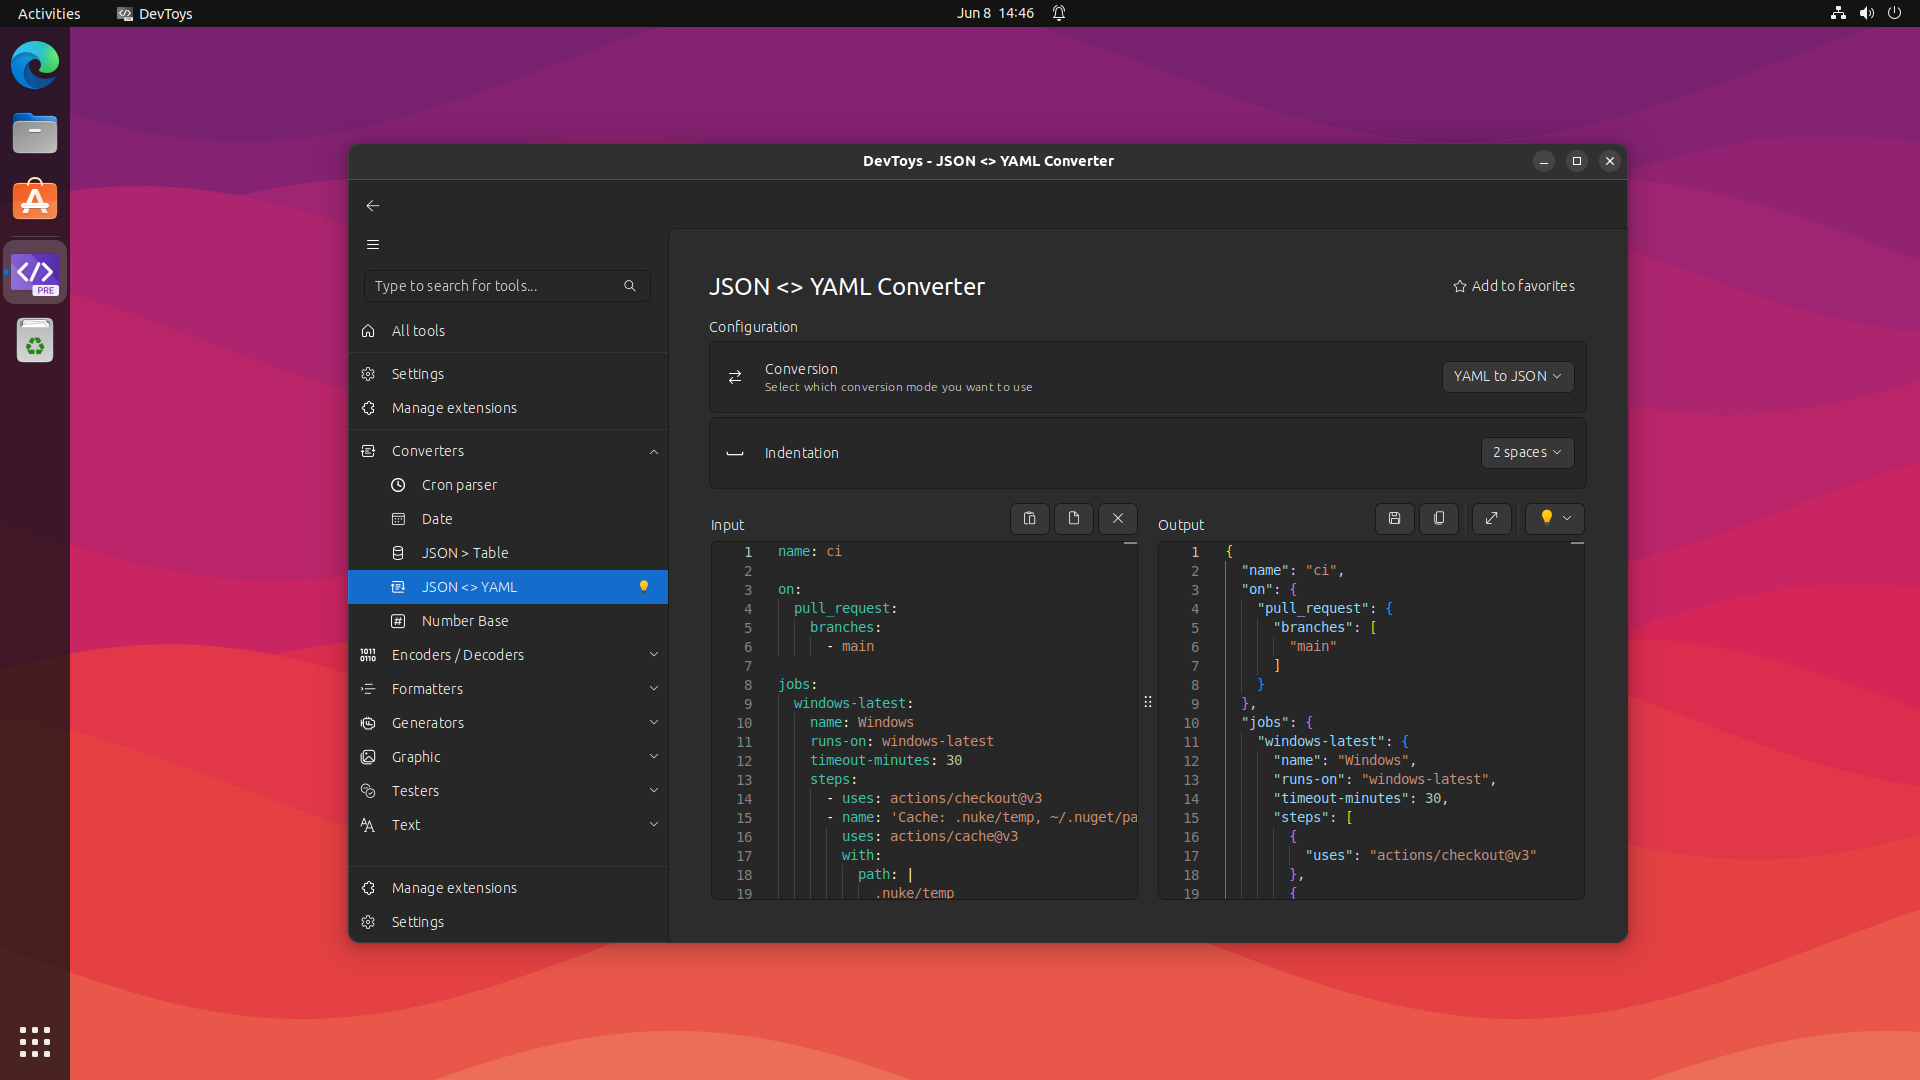 Activities
DevToys
Jun 8 14:46
PRE
DevToys - JSON <> YAML Converter
Type to search for tools...
All tools
Settings
Manage extensions
Converters
Cron parser
Date
JSON > Table
JSON <> YAML
Number Base
Encoders / Decoders
Formatters
Generators
Graphic
Testers
Text
Manage extensions
Settings
JSON <> YAML Converter
Add to favorites
Configuration
Conversion
Select which conversion mode you want to use
YAML to JSON
Indentation
2 spaces
Input
1 name: ci
2
3 on:
4 pull_request:
5 branches:
6 - main
7
8 jobs:
9 windows-latest:
10 name: Windows
11 runs-on: windows-latest
12 timeout-minutes: 30
13 steps:
14 - uses: actions/checkout@v3
15 - name: 'Cache: .nuke/temp, ~/.nuget/pa
16 uses: actions/cache@v3
17 with:
18 path: |
19 .nuke/temp
Output
1 {
2 "name": "ci",
3 "on": {
4 "pull_request": {
5 "branches": [
6 "main"
7 ]
8 }
9 },
10 "jobs": {
11 "windows-latest": {
12 "name": "Windows",
13 "runs-on": "windows-latest",
14 "timeout-minutes": 30,
15 "steps": [
16 {
17 "uses": "actions/checkout@v3"
18 },
19 {